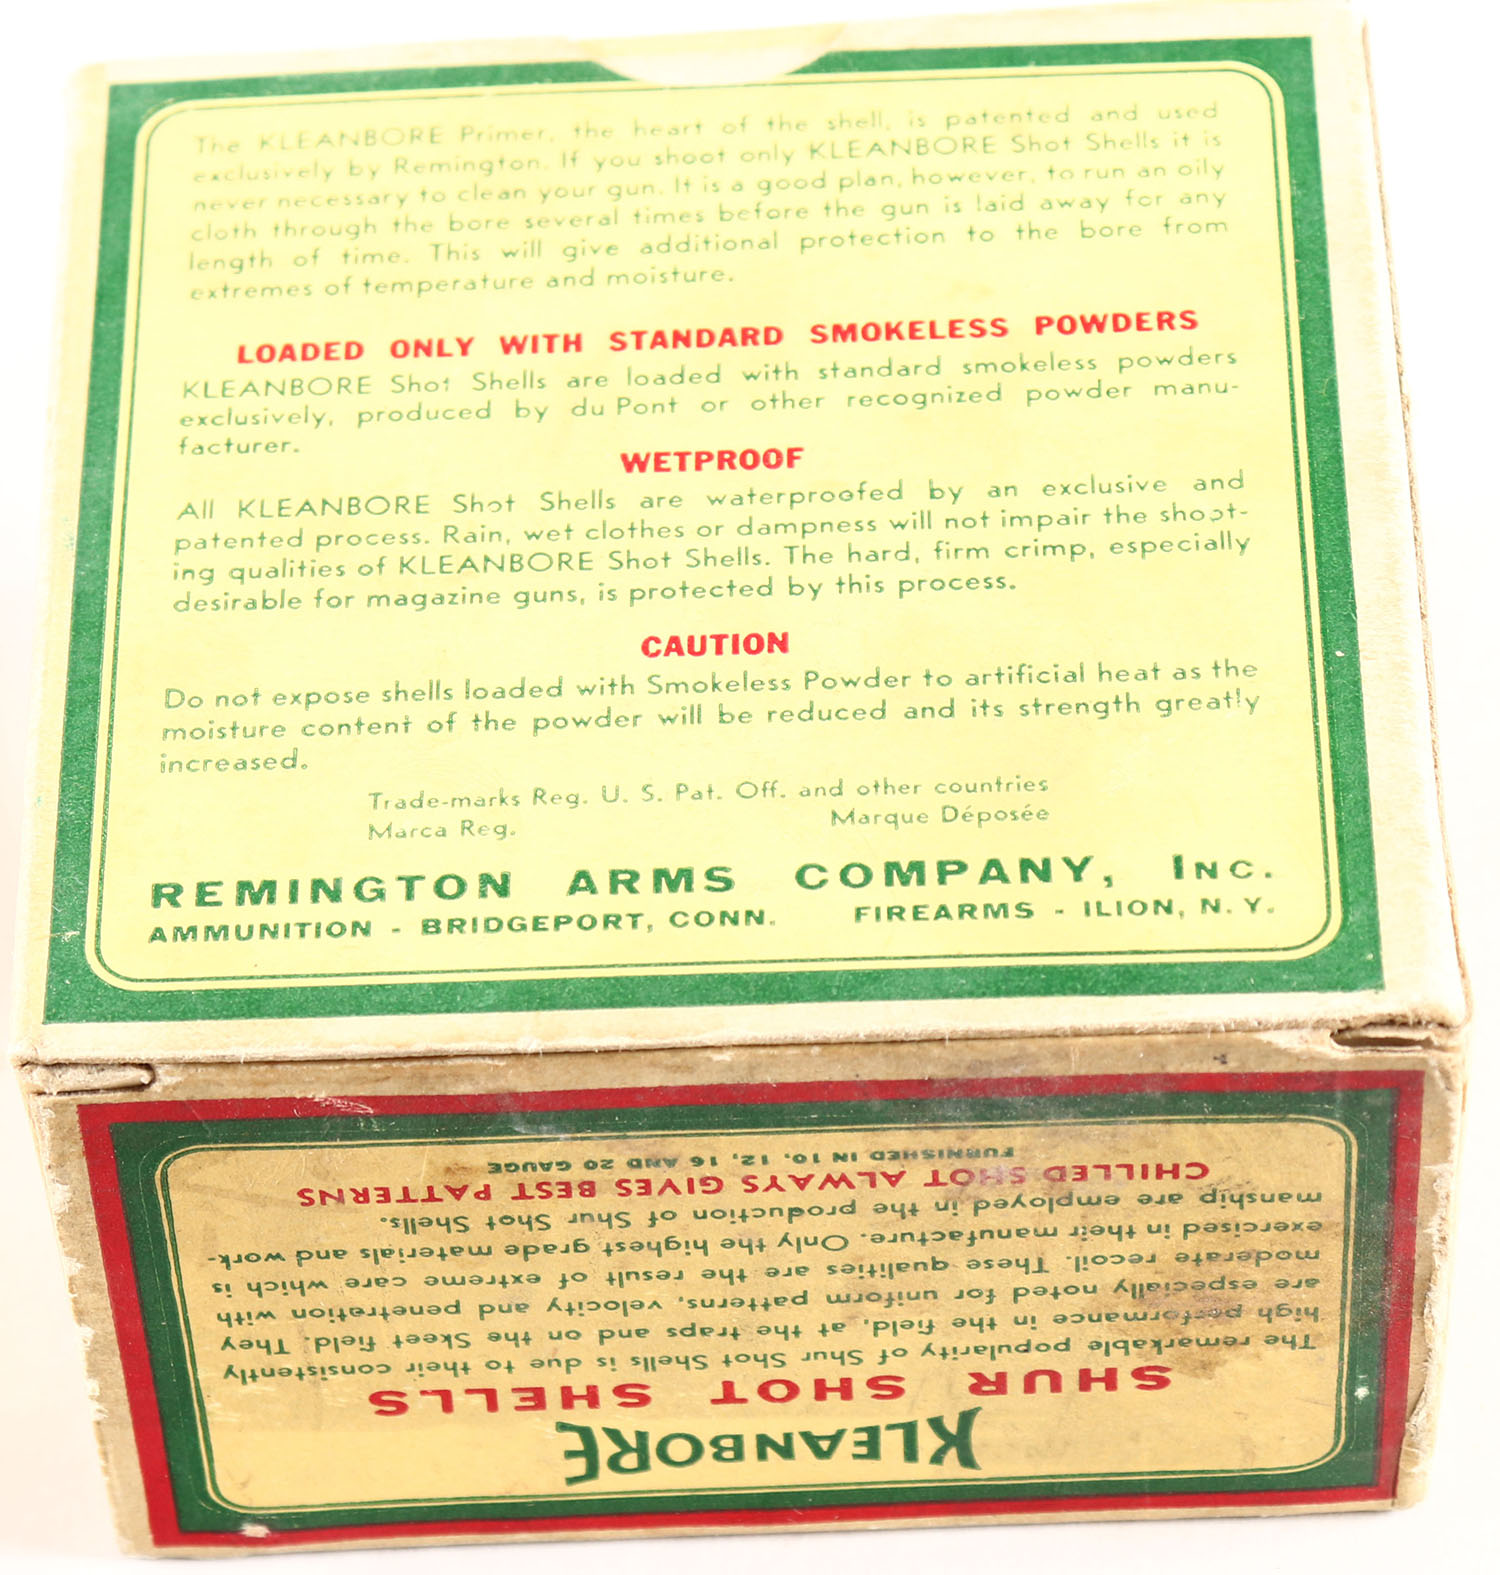 The KLEANBORE Primer, the heart of the shell, is patented and used
exclusively by Remington. If you shoot only KLEANBORE Shot Shells it is
never necessary to clean your gun. It is a good plan, however, to run an oily
cloth through the bore several times before the gun is laid away for any
length of time. This will give additional protection to the bore from
extremes of temperature and moisture.
LOADED ONLY WITH STANDARD SMOKELESS POWDERS
KLEANBORE Shot Shells are loaded with standard smokeless powders
exclusively, produced by du Pont or other recognized powder manu-
facturer.
WETPROOF
All KLEANBORE Shot Shells are waterproofed by an exclusive and
patented process. Rain, wet clothes or dampness will not impair the shoot-
ing qualities of KLEANBORE Shot Shells. The hard, firm crimp, especially
desirable for magazine guns, is protected by this process.
CAUTION
Do not expose shells loaded with Smokeless Powder to artificial heat as the
moisture content of the powder will be reduced and its strength greatly
increased.
Trade-marks Reg. U. S. Pat. Off. and other countries
Marca Reg. Marque Déposée
REMINGTON ARMS COMPANY, INC.
AMMUNITION - BRIDGEPORT, CONN. FIREARMS - ILION, N. Y.
KLEANBORE
SHUR SHOT SHELLS
The remarkable popularity of Shur Shot Shells is due to their consistently
high performance in the field, at the traps and on the Skeet field. They
are especially noted for uniform patterns, velocity and penetration with
moderate recoil. These qualities are the result of extreme care which is
exercised in their manufacture. Only the highest grade materials and work-
manship are employed in the production of Shur Shot Shells.
CHILLED SHOT ALWAYS GIVES BEST PATTERNS
FURNISHED IN 10, 12, 16 AND 20 GAUGE